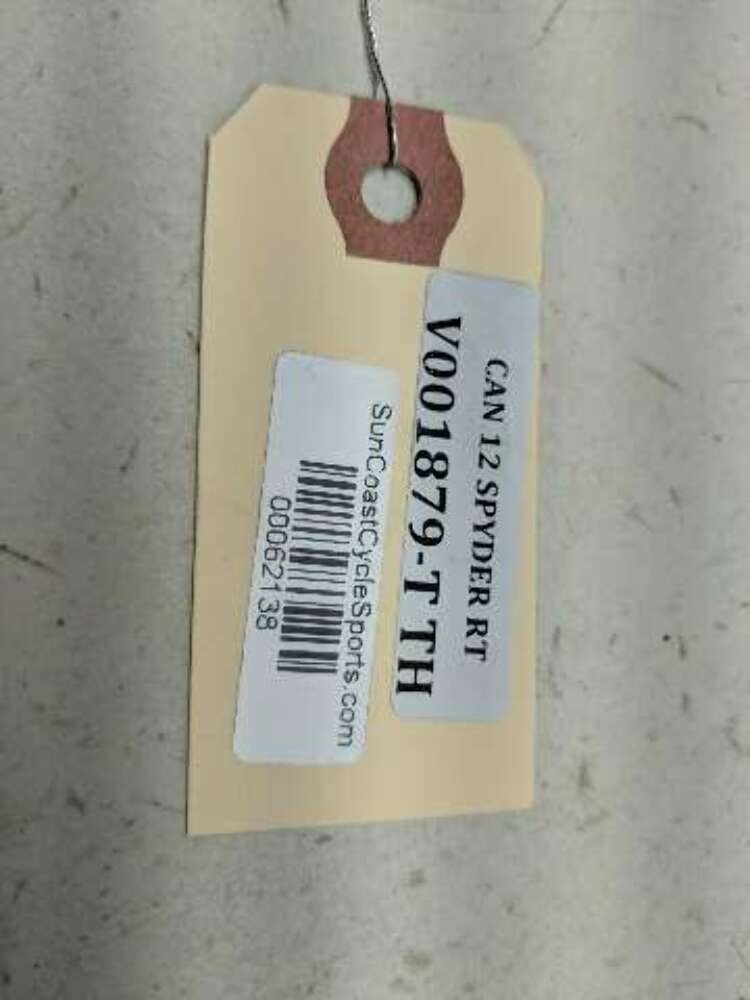 CAN 12 SPYDER RT
V001879-T TH
SunCoastCycleSports.com
00062138